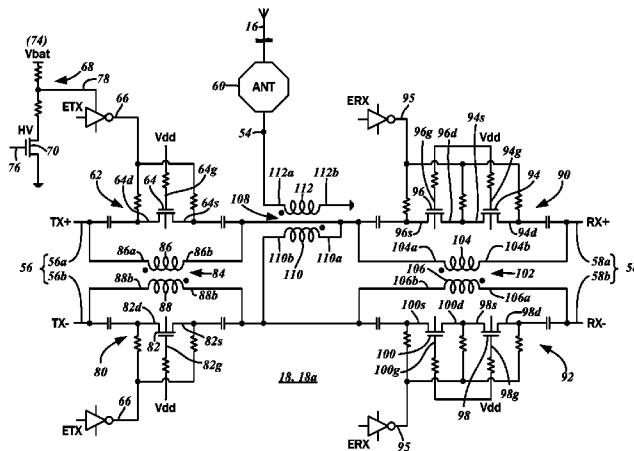 16
(74)
Vbat
68
78
HV
70
76
ETX
66
60
ANT
54
ERX
95
Vdd
64g
62
64d
64
64s
112a
112
112b
108
110b
110
110a
Vdd
96g
96d
94s
94g
96
94
90
96s
94d
TX+
RX+
56
56a
56b
86a
86
86b
84
88b
88
88b
104a
104
104b
102
106
106b
106a
58a
58b
58
TX-
RX-
82d
82
82s
82g
80
Vdd
100s
100d
98s
98d
100
100g
98
98g
92
Vdd
18, 18a
ETX
66
ERX
95